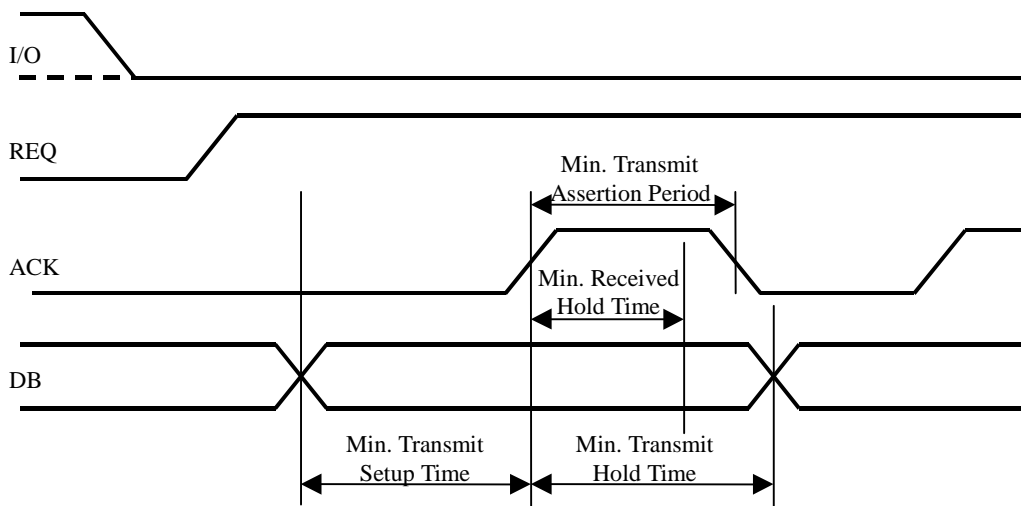 I/O
REQ
Min. Transmit
Assertion Period
ACK
Min. Received
Hold Time
DB
Min. Transmit
Setup Time
Min. Transmit
Hold Time